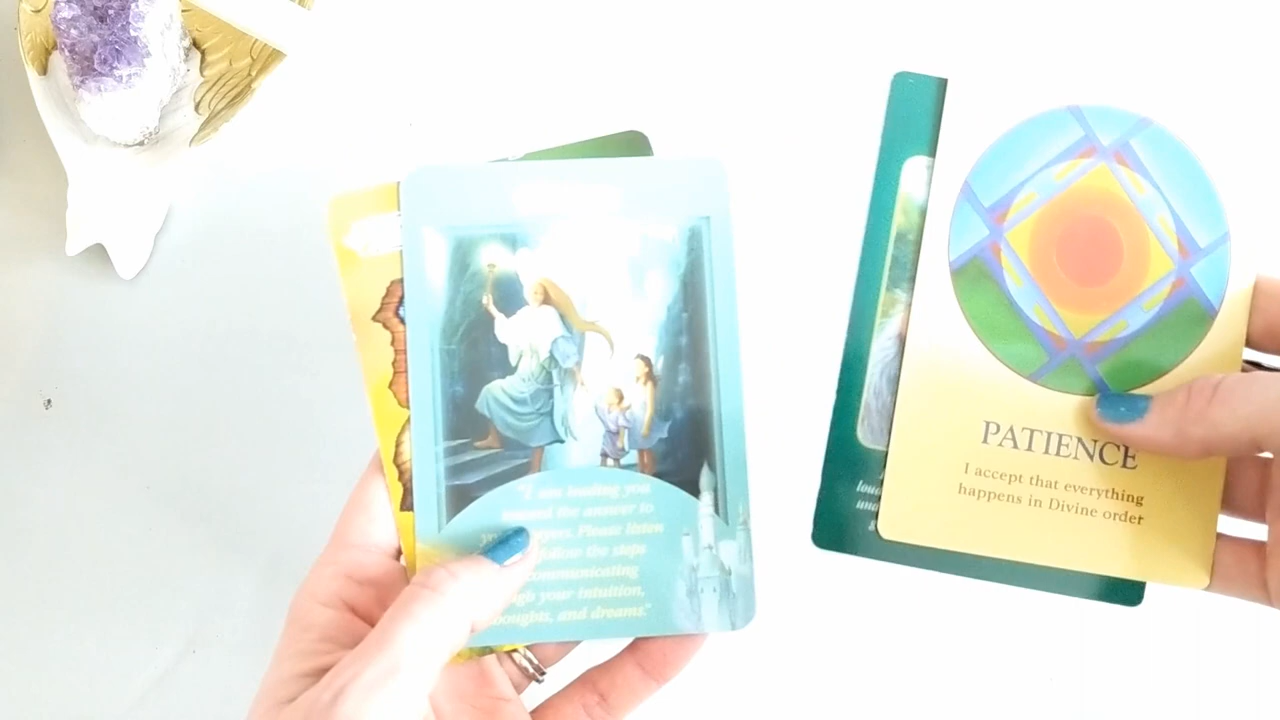 "I am leading you
toward the answer to
Please listen
follow the steps
communicating
your intuition,
thoughts, and dreams."
PATIENCE
I accept that everything
happens in Divine order